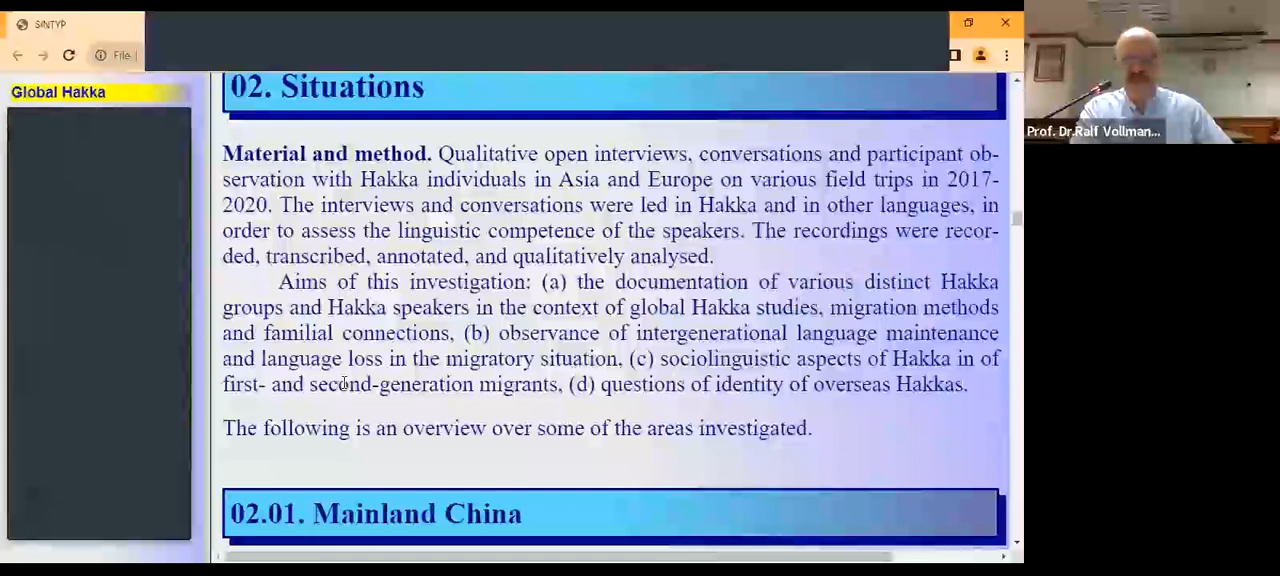 SINTYP
File
Global Hakka
02. Situations
Material and method. Qualitative open interviews, conversations and participant ob-
servation with Hakka individuals in Asia and Europe on various field trips in 2017-
2020. The interviews and conversations were led in Hakka and in other languages, in
order to assess the linguistic competence of the speakers. The recordings were recor-
ded, transcribed, annotated, and qualitatively analysed.
Aims of this investigation: (a) the documentation of various distinct Hakka
groups and Hakka speakers in the context of global Hakka studies, migration methods
and familial connections, (b) observance of intergenerational language maintenance
and language loss in the migratory situation, (c) sociolinguistic aspects of Hakka in of
first- and second-generation migrants, (d) questions of identity of overseas Hakkas.
The following is an overview over some of the areas investigated.
02.01. Mainland China
Prof. Dr.Ralf Vollman...